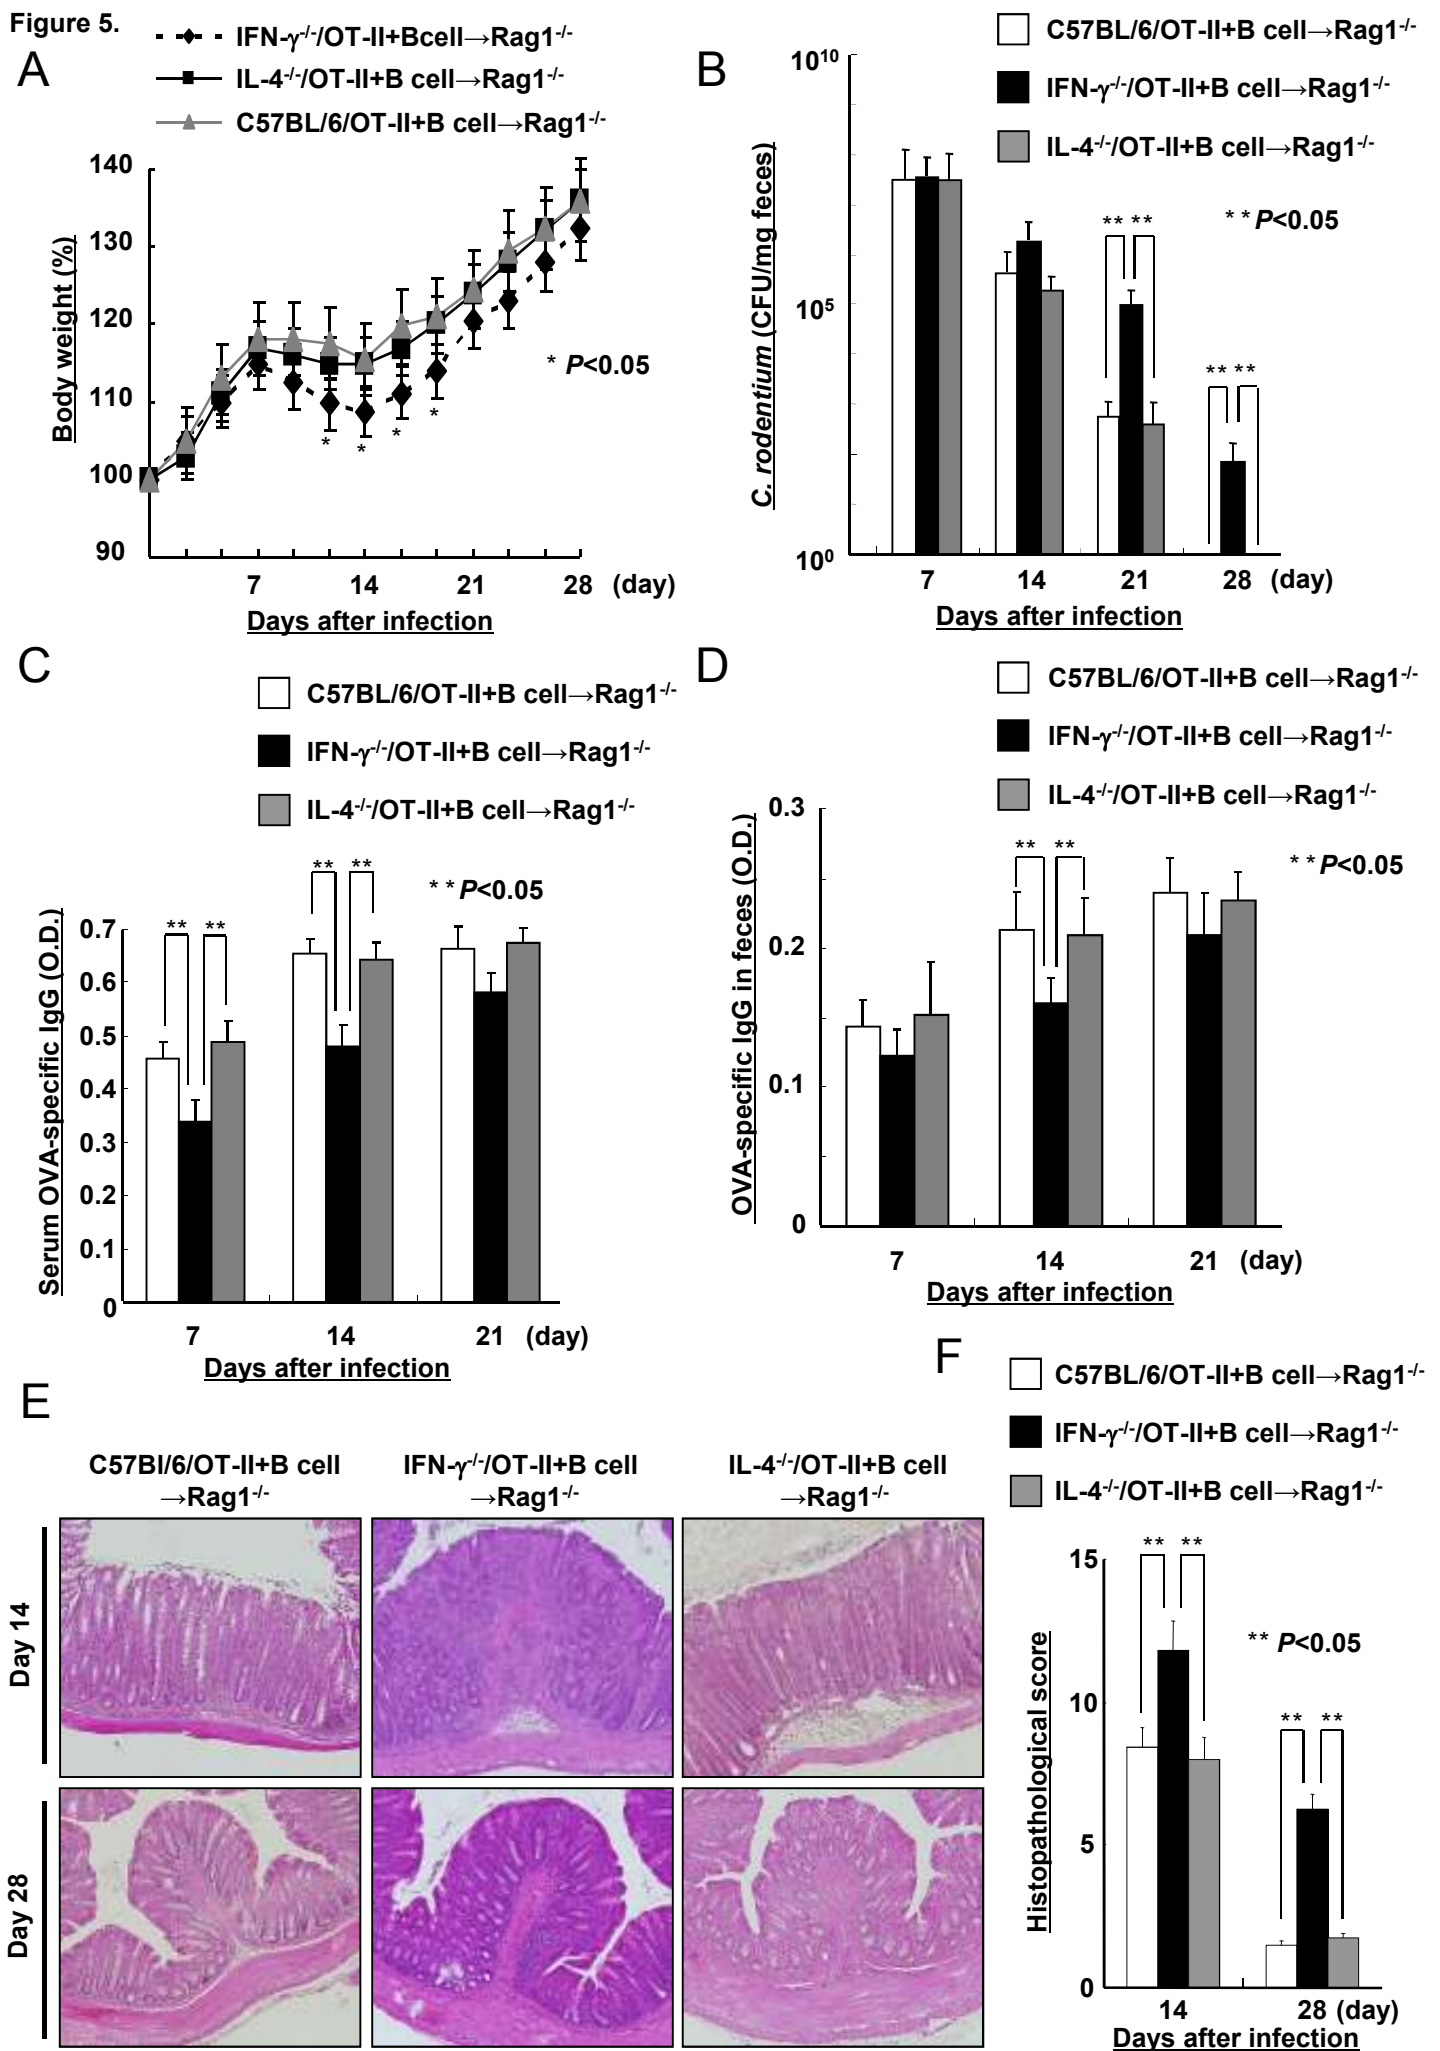 Figure 5.
A
IFN-γ-/-/OT-II+Bcell→Rag1-/-
IL-4-/-/OT-II+B cell→Rag1-/-
C57BL/6/OT-II+B cell→Rag1-/-
140
130
120
110
100
90
Body weight (%)
* P<0.05
*
*
*
*
7 14 21 28 (day)
Days after infection
B
C57BL/6/OT-II+B cell→Rag1-/-
IFN-γ-/-/OT-II+B cell→Rag1-/-
IL-4-/-/OT-II+B cell→Rag1-/-
10^10
10^5
10^0
C. rodentium (CFU/mg feces)
** P<0.05
** **
** **
7 14 21 28 (day)
Days after infection
C
C57BL/6/OT-II+B cell→Rag1-/-
IFN-γ-/-/OT-II+B cell→Rag1-/-
IL-4-/-/OT-II+B cell→Rag1-/-
** P<0.05
** **
** **
0.7
0.6
0.5
0.4
0.3
0.2
0.1
0
Serum OVA-specific IgG (O.D.)
7 14 21 (day)
Days after infection
D
C57BL/6/OT-II+B cell→Rag1-/-
IFN-γ-/-/OT-II+B cell→Rag1-/-
IL-4-/-/OT-II+B cell→Rag1-/-
0.3
0.2
0.1
0
OVA-specific IgG in feces (O.D.)
** **
** P<0.05
7 14 21 (day)
Days after infection
E
C57Bl/6/OT-II+B cell
→Rag1-/-
IFN-γ-/-/OT-II+B cell
→Rag1-/-
IL-4-/-/OT-II+B cell
→Rag1-/-
Day 14
Day 28
F
C57BL/6/OT-II+B cell→Rag1-/-
IFN-γ-/-/OT-II+B cell→Rag1-/-
IL-4-/-/OT-II+B cell→Rag1-/-
15
10
5
0
Histopathological score
** **
** P<0.05
** **
14 28 (day)
Days after infection